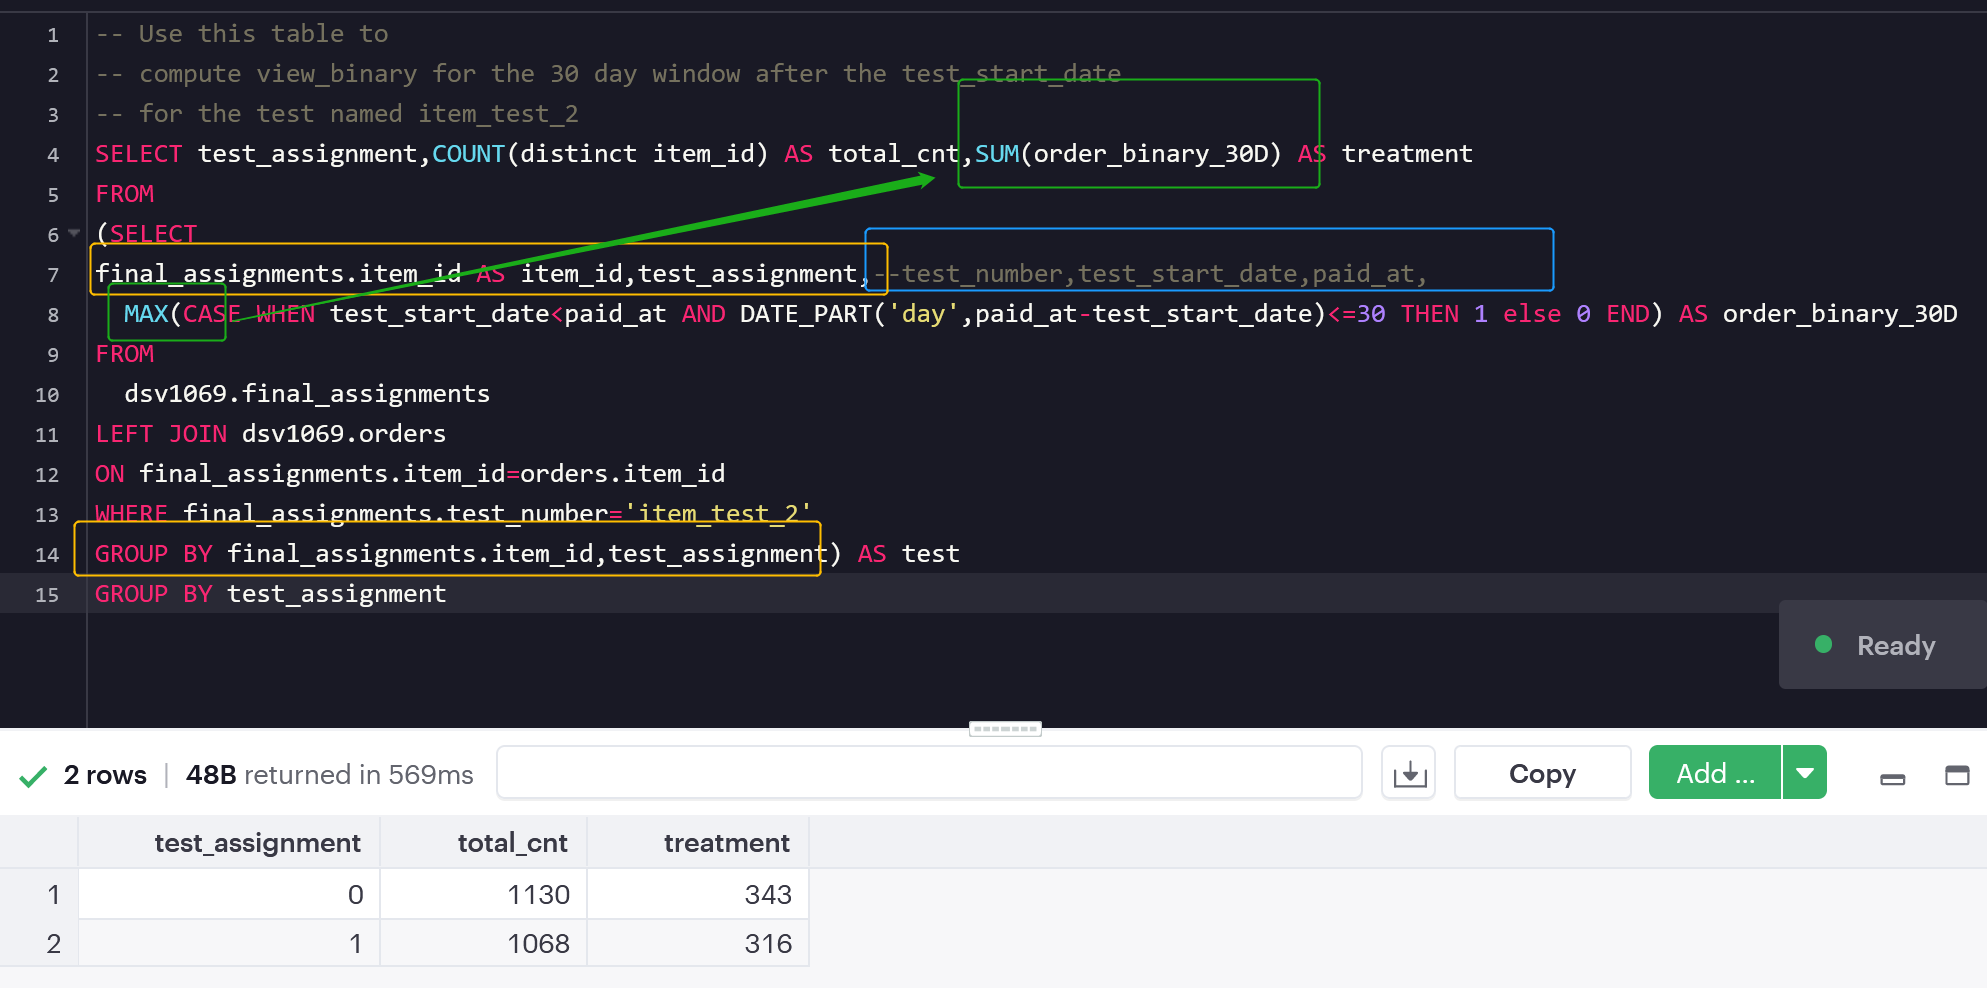 1 -- Use this table to
2 -- compute view_binary for the 30 day window after the test_start_date
3 -- for the test named item_test_2
4 SELECT test_assignment,COUNT(distinct item_id) AS total_cnt,SUM(order_binary_30D) AS treatment
5 FROM
6 (SELECT
7 final_assignments.item_id AS item_id,test_assignment,--test_number,test_start_date,paid_at,
8 MAX(CASE WHEN test_start_date<paid_at AND DATE_PART('day',paid_at-test_start_date)<=30 THEN 1 else 0 END) AS order_binary_30D
9 FROM
10 dsv1069.final_assignments
11 LEFT JOIN dsv1069.orders
12 ON final_assignments.item_id=orders.item_id
13 WHERE final_assignments.test_number='item_test_2'
14 GROUP BY final_assignments.item_id,test_assignment) AS test
15 GROUP BY test_assignment
Ready
2 rows | 48B returned in 569ms Copy Add ...
test_assignment total_cnt treatment
1 0 1130 343
2 1 1068 316